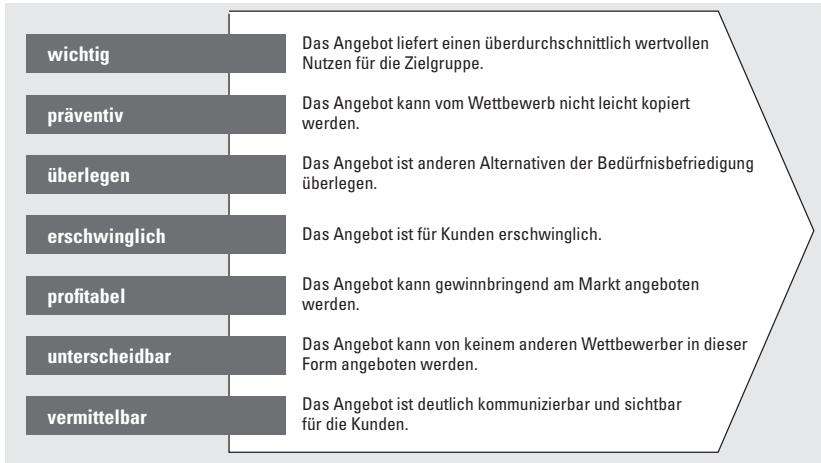 wichtig
Das Angebot liefert einen überdurchschnittlich wertvollen
Nutzen für die Zielgruppe.
präventiv
Das Angebot kann vom Wettbewerb nicht leicht kopiert
werden.
überlegen
Das Angebot ist anderen Alternativen der Bedürfnisbefriedigung
überlegen.
erschwinglich
Das Angebot ist für Kunden erschwinglich.
profitabel
Das Angebot kann gewinnbringend am Markt angeboten
werden.
unterscheidbar
Das Angebot kann von keinem anderen Wettbewerber in dieser
Form angeboten werden.
vermittelbar
Das Angebot ist deutlich kommunizierbar und sichtbar
für die Kunden.